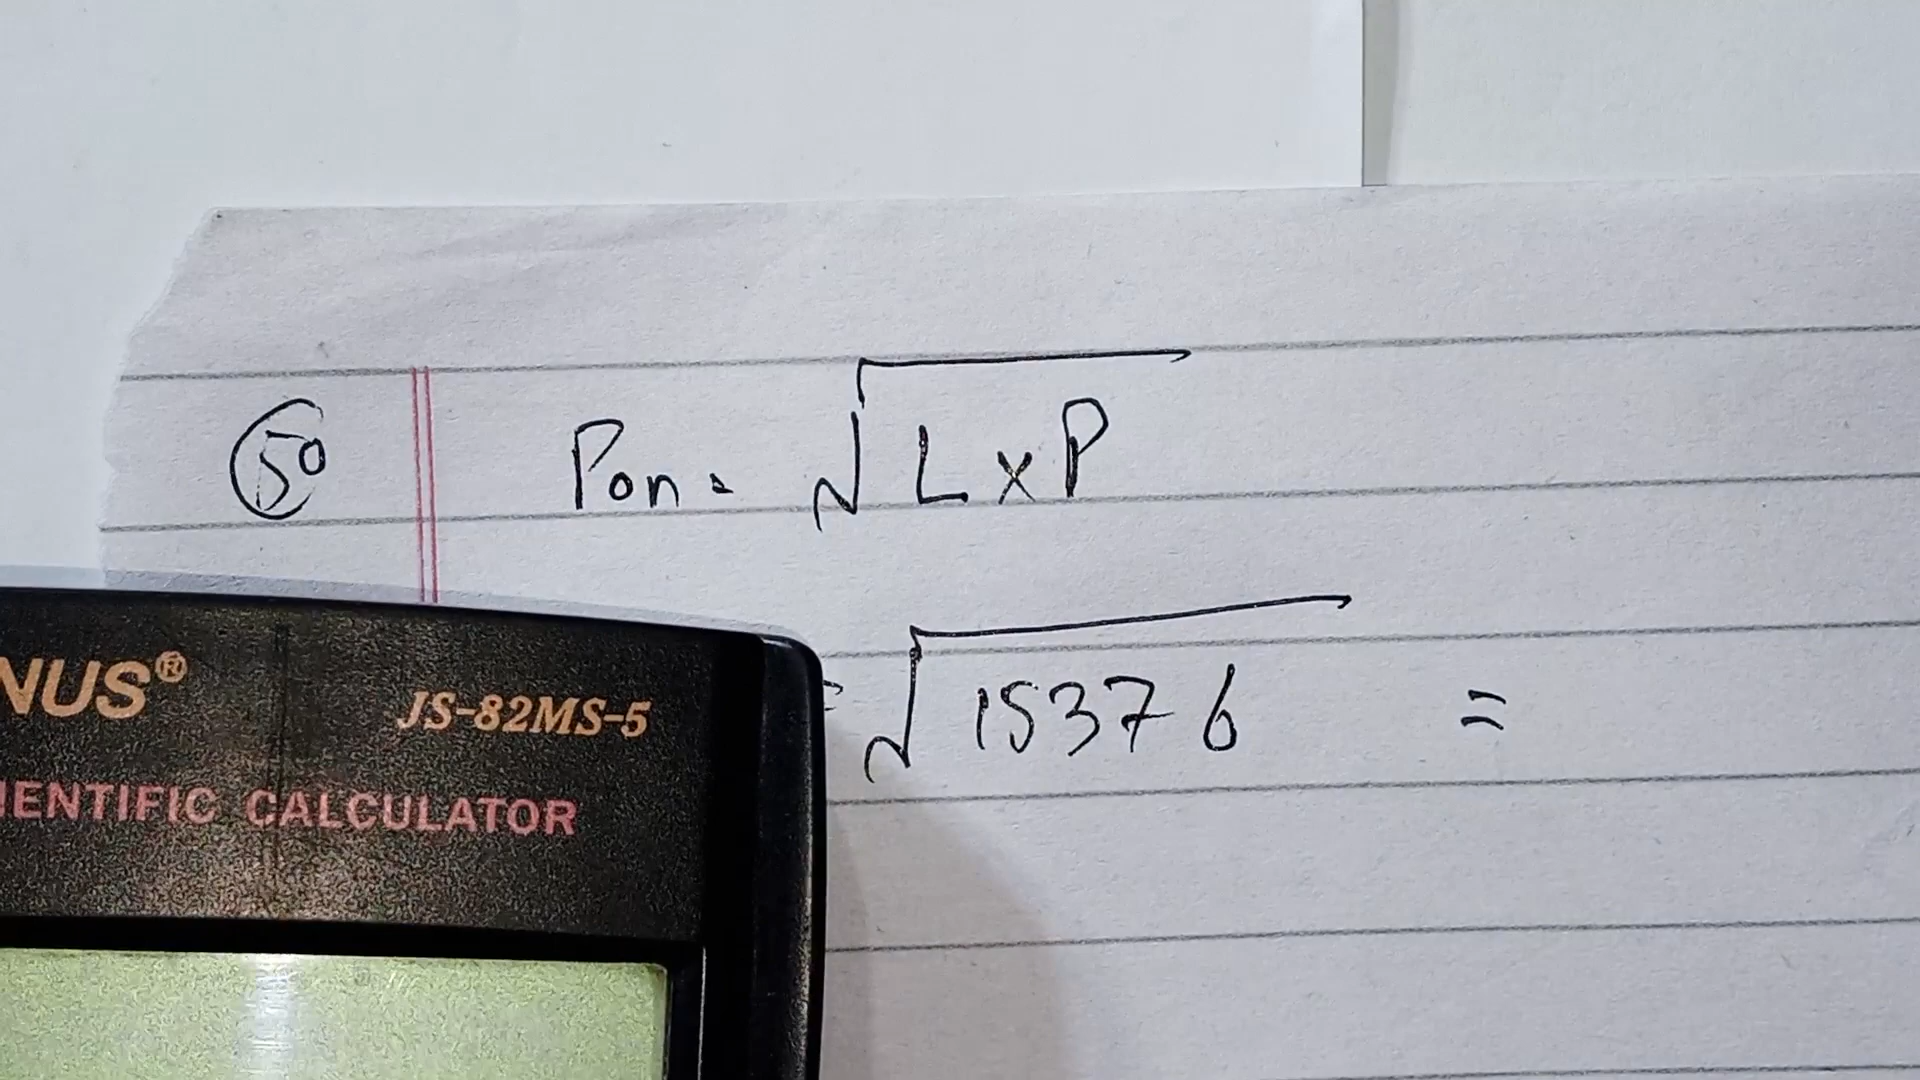 50 Pon = √L x P
= √15376 =
NUS® JS-82MS-5
IENTIFIC CALCULATOR